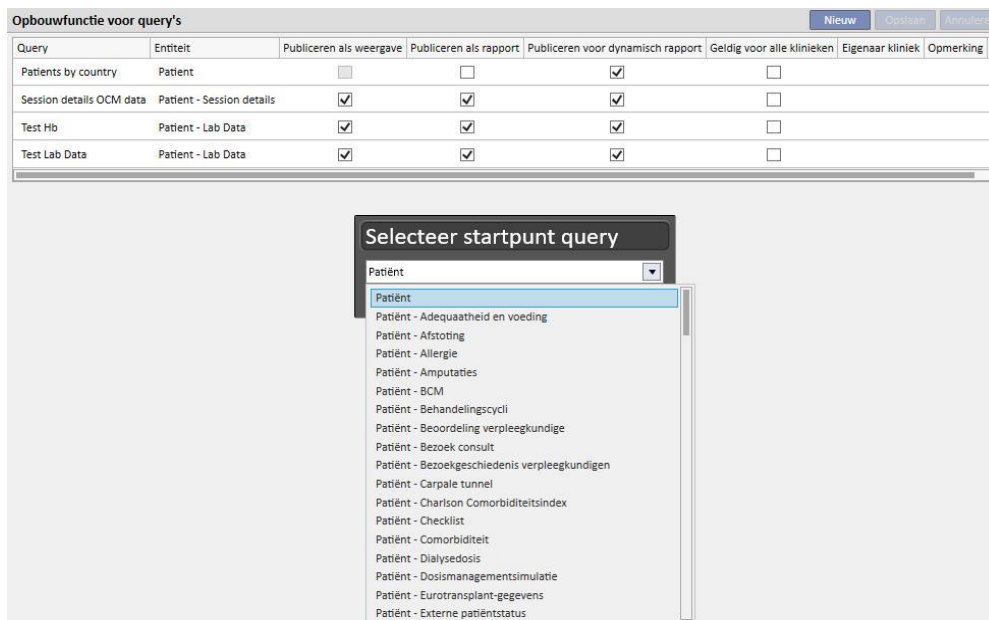 Opbouwfunctie voor query's Nieuw Opslaan Annulere
Query Entiteit Publiceren als weergave Publiceren als rapport Publiceren voor dynamisch rapport Geldig voor alle klinieken Eigenaar kliniek Opmerking
Patients by country Patient
Session details OCM data Patient - Session details
Test Hb Patient - Lab Data
Test Lab Data Patient - Lab Data
Selecteer startpunt query
Patiënt
Patiënt
Patiënt - Adequaatheid en voeding
Patiënt - Afstoting
Patiënt - Allergie
Patiënt - Amputaties
Patiënt - BCM
Patiënt - Behandelingscycli
Patiënt - Beoordeling verpleegkundige
Patiënt - Bezoek consult
Patiënt - Bezoekgeschiedenis verpleegkundigen
Patiënt - Carpale tunnel
Patiënt - Charlson Comorbiditeitsindex
Patiënt - Checklist
Patiënt - Comorbiditeit
Patiënt - Dialysedosis
Patiënt - Dosismanagementsimulatie
Patiënt - Eurotransplant-gegevens
Patiënt - Externe patiëntstatus